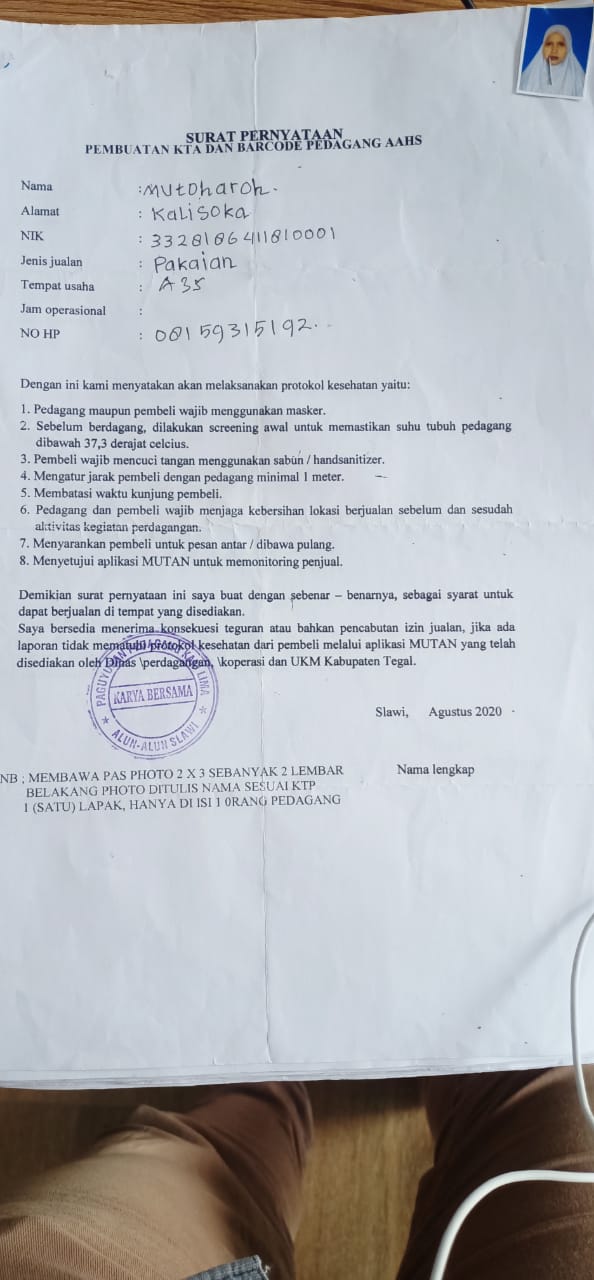 SURAT PERNYATAAN
PEMBUATAN KTA DAN BARCODE PEDAGANG AAHS
Nama : Mutoharoh.
Alamat : Kalisoka
NIK : 3328186411810001
Jenis jualan : Pakaian
Tempat usaha : A35
Jam operasional :
NO HP : 08159315192.
Dengan ini kami menyatakan akan melaksanakan protokol kesehatan yaitu:
1. Pedagang maupun pembeli wajib menggunakan masker.
2. Sebelum berdagang, dilakukan screening awal untuk memastikan suhu tubuh pedagang
dibawah 37,3 derajat celcius.
3. Pembeli wajib mencuci tangan menggunakan sabun / handsanitizer.
4. Mengatur jarak pembeli dengan pedagang minimal 1 meter.
5. Membatasi waktu kunjung pembeli.
6. Pedagang dan pembeli wajib menjaga kebersihan lokasi berjualan sebelum dan sesudah
aktivitas kegiatan perdagangan.
7. Menyarankan pembeli untuk pesan antar / dibawa pulang.
8. Menyetujui aplikasi MUTAN untuk memonitoring penjual.
Demikian surat pernyataan ini saya buat dengan sebenar – benarnya, sebagai syarat untuk
dapat berjualan di tempat yang disediakan.
Saya bersedia menerima konsekuesi teguran atau bahkan pencabutan izin jualan, jika ada
laporan tidak mematuhi protokol kesehatan dari pembeli melalui aplikasi MUTAN yang telah
disediakan oleh Dinas \perdagangan, \koperasi dan UKM Kabupaten Tegal.
PAGUYUBAN KAKI LIMA
KARYA BERSAMA
ALUN-ALUN SLAWI
Slawi, Agustus 2020
Nama lengkap
NB ; MEMBAWA PAS PHOTO 2 X 3 SEBANYAK 2 LEMBAR
BELAKANG PHOTO DITULIS NAMA SESUAI KTP
1 (SATU) LAPAK, HANYA DI ISI 1 0RANG PEDAGANG